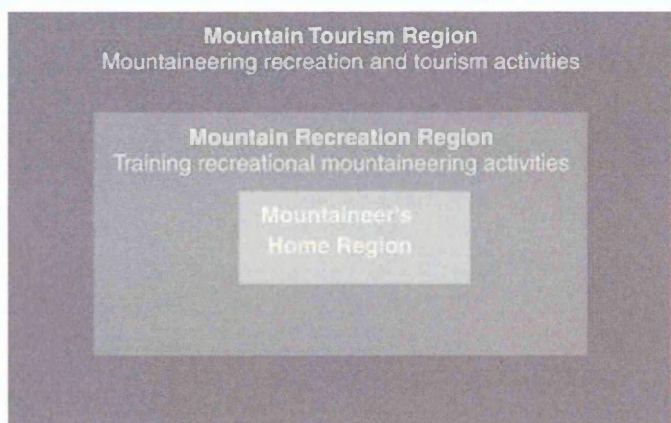 Mountain Tourism Region
Mountaineering recreation and tourism activities
Mountain Recreation Region
Training recreational mountaineering activities
Mountaineer's
Home Region